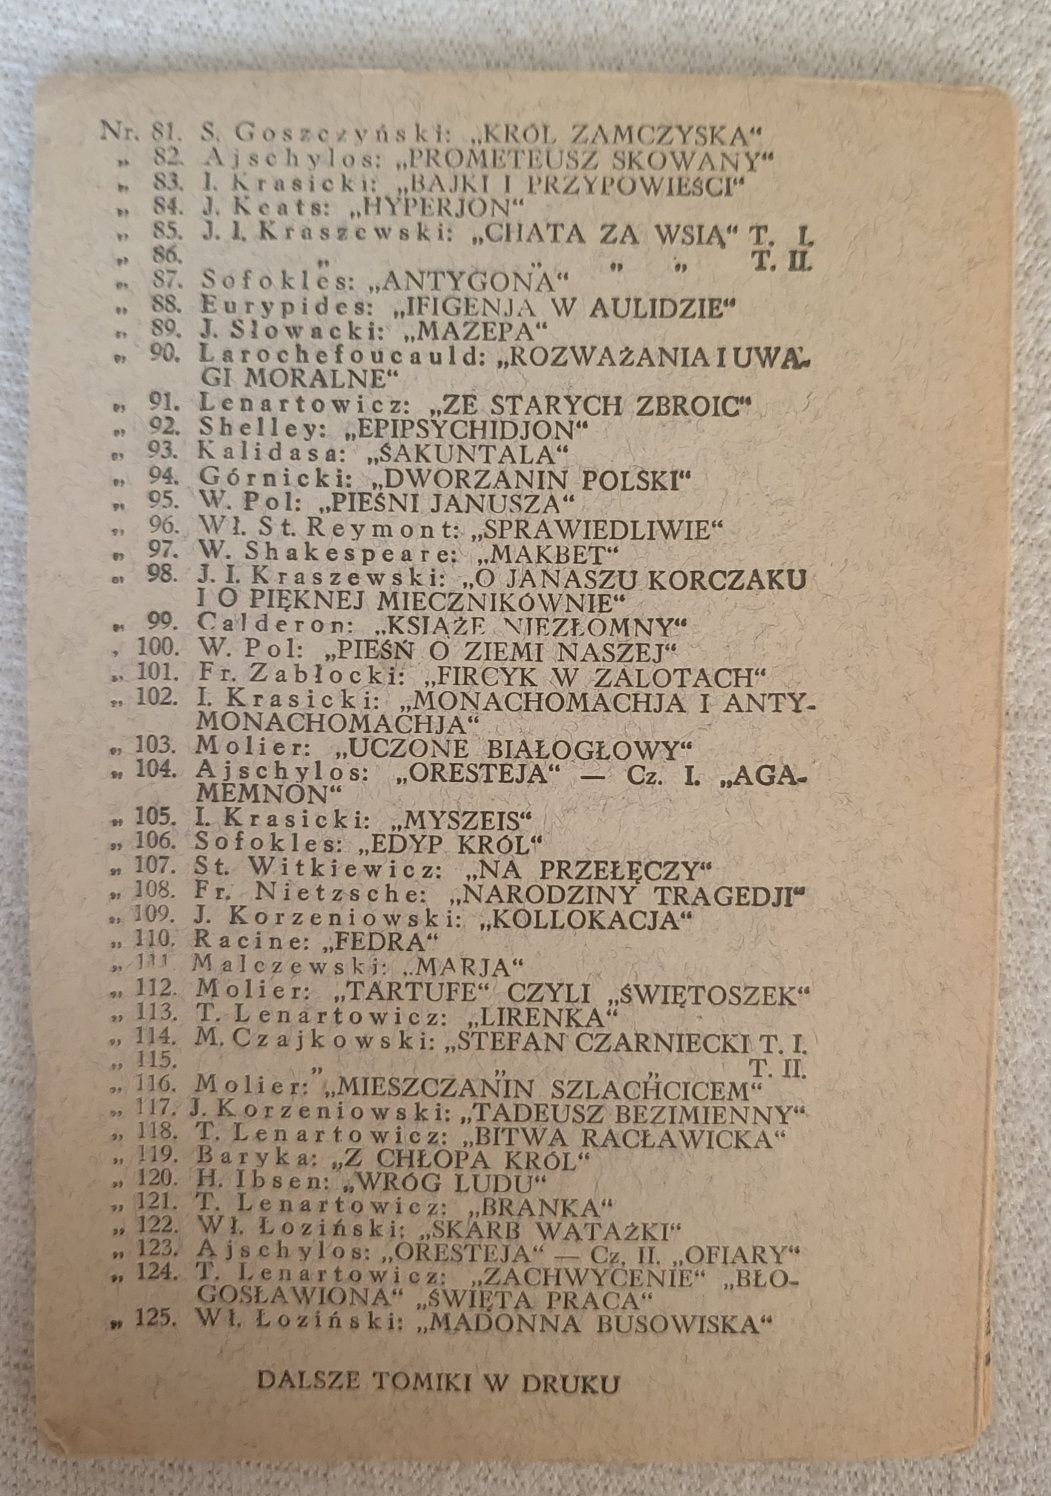 Nr. 81. S. Goszczyński: „KRÓL ZAMCZYSKA“
„ 82. Ajschylos: „PROMETEUSZ SKOWANY“
„ 83. I. Krasicki: „BAJKI I PRZYPOWIEŚCI“
„ 84. J. Keats: „HYPERJON“
„ 85. J. I. Kraszewski: „CHATA ZA WSIĄ“ T. I.
„ 86. „ „ „ „ T. II.
„ 87. Sofokles: „ANTYGONA“
„ 88. Eurypides: „IFIGENJA W AULIDZIE“
„ 89. J. Słowacki: „MAZEPA“
„ 90. Larochefoucauld: „ROZWAŻANIA I UWA-
GI MORALNE“
„ 91. Lenartowicz: „ZE STARYCH ZBROIC“
„ 92. Shelley: „EPIPSYCHIDJON“
„ 93. Kalidasa: „ŚAKUNTALA“
„ 94. Górnicki: „DWORZANIN POLSKI“
„ 95. W. Pol: „PIEŚNI JANUSZA“
„ 96. Wł. St. Reymont: „SPRAWIEDLIWIE“
„ 97. W. Shakespeare: „MAKBET“
„ 98. J. I. Kraszewski: „O JANASZU KORCZAKU
I O PIĘKNEJ MIECZNIKÓWNIE“
„ 99. Calderon: „KSIĄŻE NIEZŁOMNY“
„ 100. W. Pol: „PIEŚŃ O ZIEMI NASZEJ“
„ 101. Fr. Zabłocki: „FIRCYK W ZALOTACH“
„ 102. I. Krasicki: „MONACHOMACHJA I ANTY-
MONACHOMACHJA“
„ 103. Molier: „UCZONE BIAŁOGŁOWY“
„ 104. Ajschylos: „ORESTEJA“ — Cz. I. „AGA-
MEMNON“
„ 105. I. Krasicki: „MYSZEIS“
„ 106. Sofokles: „EDYP KRÓL“
„ 107. St. Witkiewicz: „NA PRZEŁĘCZY“
„ 108. Fr. Nietzsche: „NARODZINY TRAGEDJI“
„ 109. J. Korzeniowski: „KOLLOKACJA“
„ 110. Racine: „FEDRA“
„ 111 Malczewski: „MARJA“
„ 112. Molier: „TARTUFE“ CZYLI „ŚWIĘTOSZEK“
„ 113. T. Lenartowicz: „LIRENKA“
„ 114. M. Czajkowski: „STEFAN CZARNIECKI T. I.
„ 115. „ „ „ T. II.
„ 116. Molier: „MIESZCZANIN SZLACHCICEM“
„ 117. J. Korzeniowski: „TADEUSZ BEZIMIENNY“
„ 118. T. Lenartowicz: „BITWA RACŁAWICKA“
„ 119. Baryka: „Z CHŁOPA KRÓL“
„ 120. H. Ibsen: „WRÓG LUDU“
„ 121. T. Lenartowicz: „BRANKA“
„ 122. Wł. Łoziński: „SKARB WATAŻKI“
„ 123. Ajschylos: „ORESTEJA“ — Cz. II. „OFIARY“
„ 124. T. Lenartowicz: „ZACHWYCENIE“ „BŁO-
GOSŁAWIONA“ „ŚWIĘTA PRACA“
„ 125. Wł. Łoziński: „MADONNA BUSOWISKA“
DALSZE TOMIKI W DRUKU